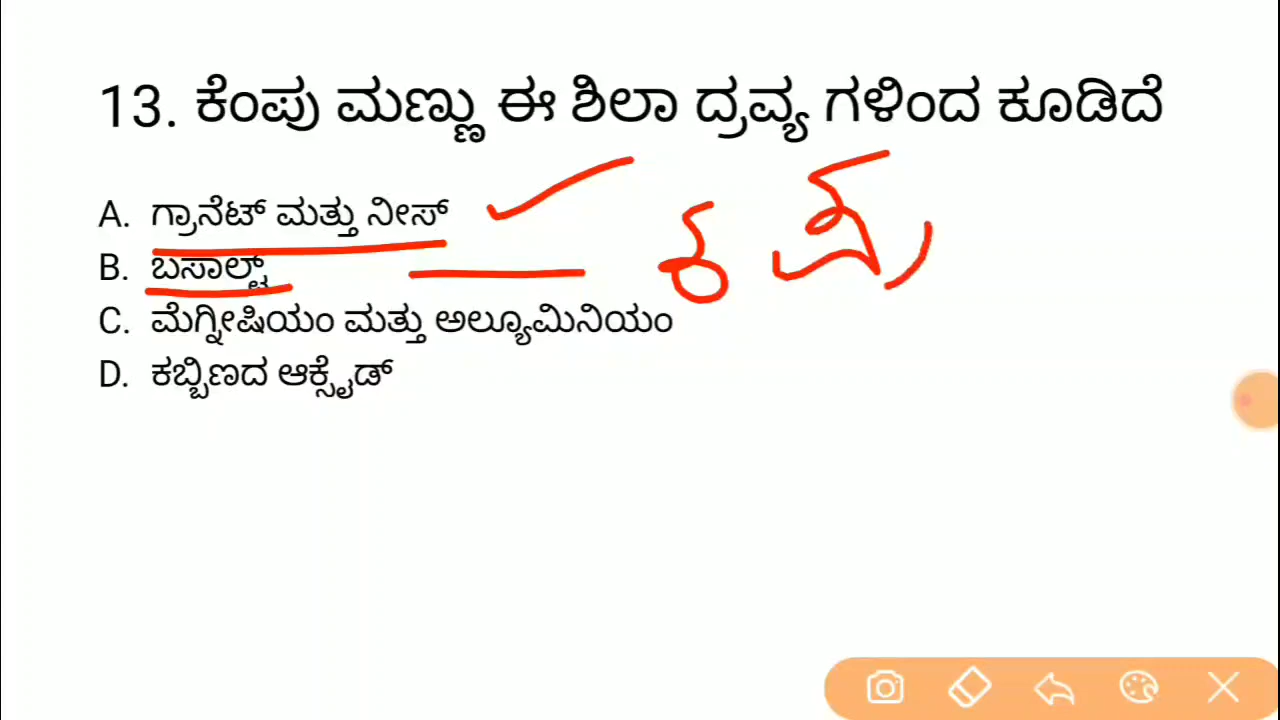 13. ಕೆಂಪು ಮಣ್ಣು ಈ ಶಿಲಾ ದ್ರವ್ಯ ಗಳಿಂದ ಕೂಡಿದೆ
A. ಗ್ರಾನೆಟ್ ಮತ್ತು ನೀಸ್
B. ಬಸಾಲ್ಟ್
C. ಮೆಗ್ನೀಷಿಯಂ ಮತ್ತು ಅಲ್ಯೂಮಿನಿಯಂ
D. ಕಬ್ಬಿಣದ ಆಕ್ಸೈಡ್